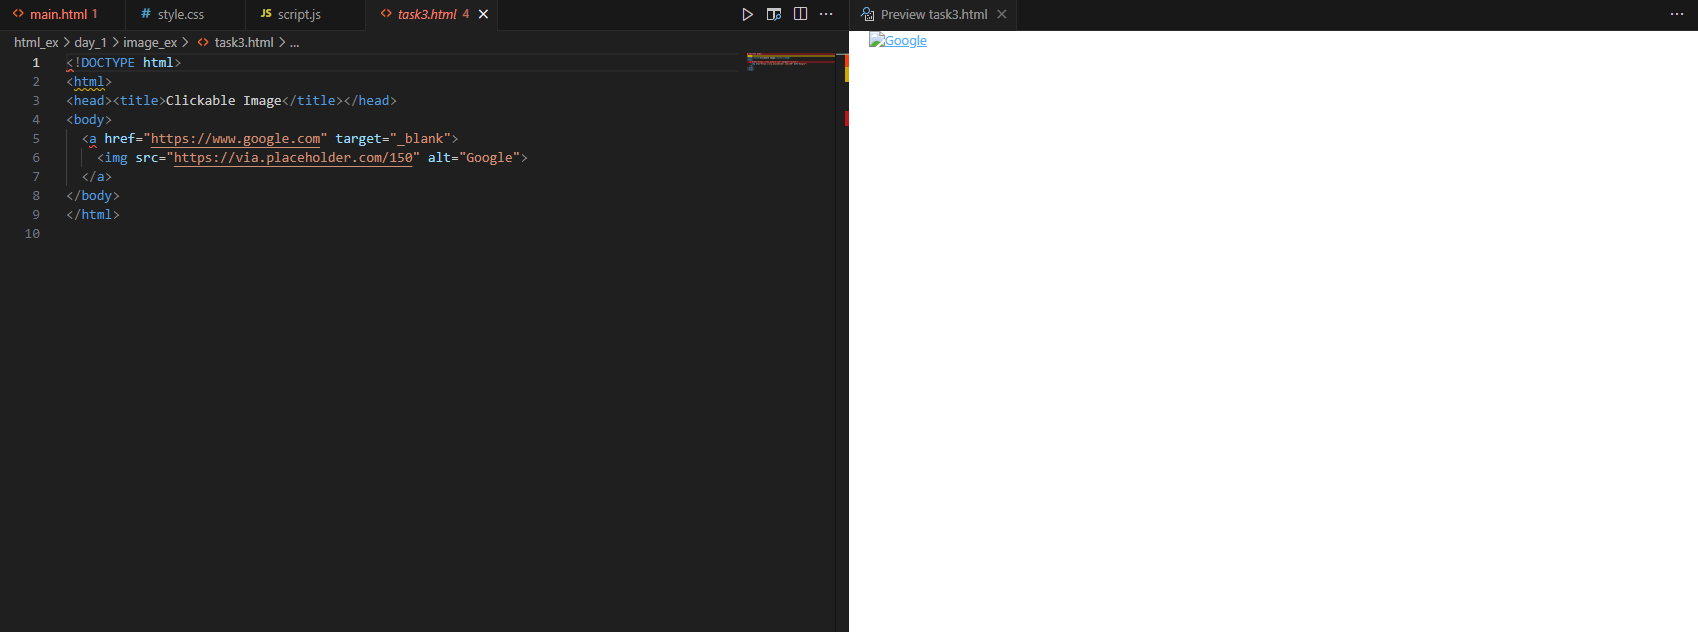 main.html 1
style.css
script.js
task3.html 4
Preview task3.html
html_ex > day_1 > image_ex > task3.html > ...
1 <!DOCTYPE html>
2 <html>
3 <head><title>Clickable Image</title></head>
4 <body>
5 <a href="https://www.google.com" target="_blank">
6 <img src="https://via.placeholder.com/150" alt="Google">
7 </a>
8 </body>
9 </html>
10
Google